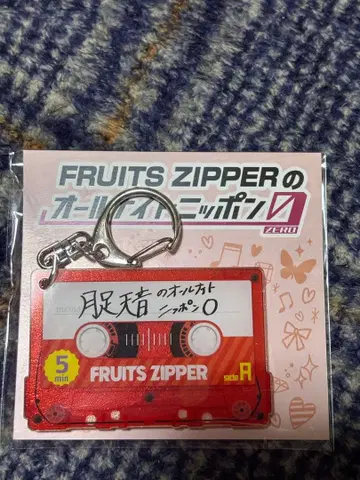 FRUITS ZIPPERの
オールナイトニッポン0
ZERO
月足天音のオールナイト
ニッポン0
5
min
FRUITS ZIPPER
SIDE A